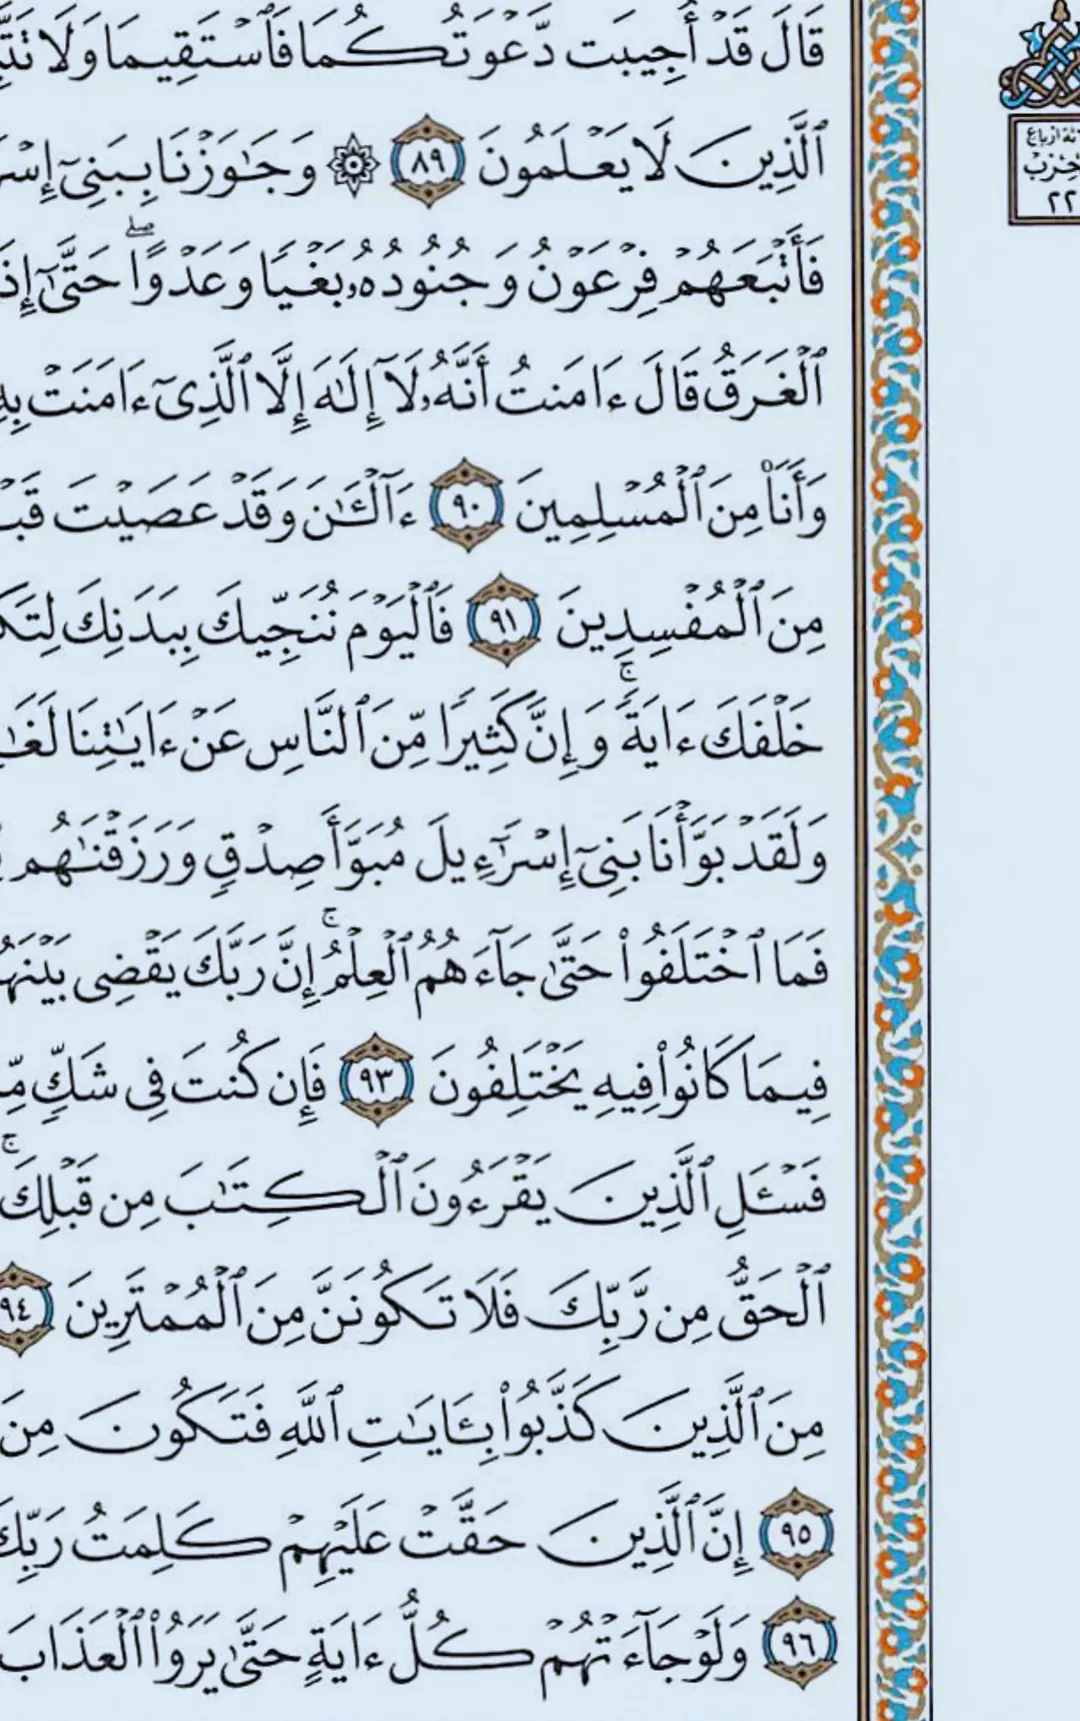 قَالَ قَدْ أُجِيبَت دَّعْوَتُكُمَا فَٱسْتَقِيمَا وَلَا
ٱلَّذِينَ لَا يَعْلَمُونَ ٨٩ ۞ وَجَٰوَزْنَا بِبَنِىٓ
فَأَتْبَعَهُمْ فِرْعَوْنُ وَجُنُودُهُۥ بَغْيًا وَعَدْوًا ۖ حَتَّىٰٓ
ٱلْغَرَقُ قَالَ ءَامَنتُ أَنَّهُۥ لَآ إِلَٰهَ إِلَّا ٱلَّذِىٓ ءَامَنَتْ
وَأَنَا۠ مِنَ ٱلْمُسْلِمِينَ ٩٠ ءَآلْـَٰٔنَ وَقَدْ عَصَيْتَ
مِنَ ٱلْمُفْسِدِينَ ٩١ فَٱلْيَوْمَ نُنَجِّيكَ بِبَدَنِكَ
خَلْفَكَ ءَايَةً ۚ وَإِنَّ كَثِيرًا مِّنَ ٱلنَّاسِ عَنْ ءَايَٰتِنَا
وَلَقَدْ بَوَّأْنَا بَنِىٓ إِسْرَٰٓءِيلَ مُبَوَّأَ صِدْقٍ وَرَزَقْنَٰهُم
فَمَا ٱخْتَلَفُوا۟ حَتَّىٰ جَآءَهُمُ ٱلْعِلْمُ ۚ إِنَّ رَبَّكَ يَقْضِى
فِيمَا كَانُوا۟ فِيهِ يَخْتَلِفُونَ ٩٣ فَإِن كُنتَ فِى شَكٍّ
فَسْـَٔلِ ٱلَّذِينَ يَقْرَءُونَ ٱلْكِتَٰبَ مِن قَبْلِكَ ۚ
ٱلْحَقُّ مِن رَّبِّكَ فَلَا تَكُونَنَّ مِنَ ٱلْمُمْتَرِينَ ٩٤
مِنَ ٱلَّذِينَ كَذَّبُوا۟ بِـَٔايَٰتِ ٱللَّهِ فَتَكُونَ مِنَ
٩٥ إِنَّ ٱلَّذِينَ حَقَّتْ عَلَيْهِمْ كَلِمَتُ رَبِّكَ
٩٦ وَلَوْ جَآءَتْهُمْ كُلُّ ءَايَةٍ حَتَّىٰ يَرَوُا۟ ٱلْعَذَابَ
أرباع
٢٢